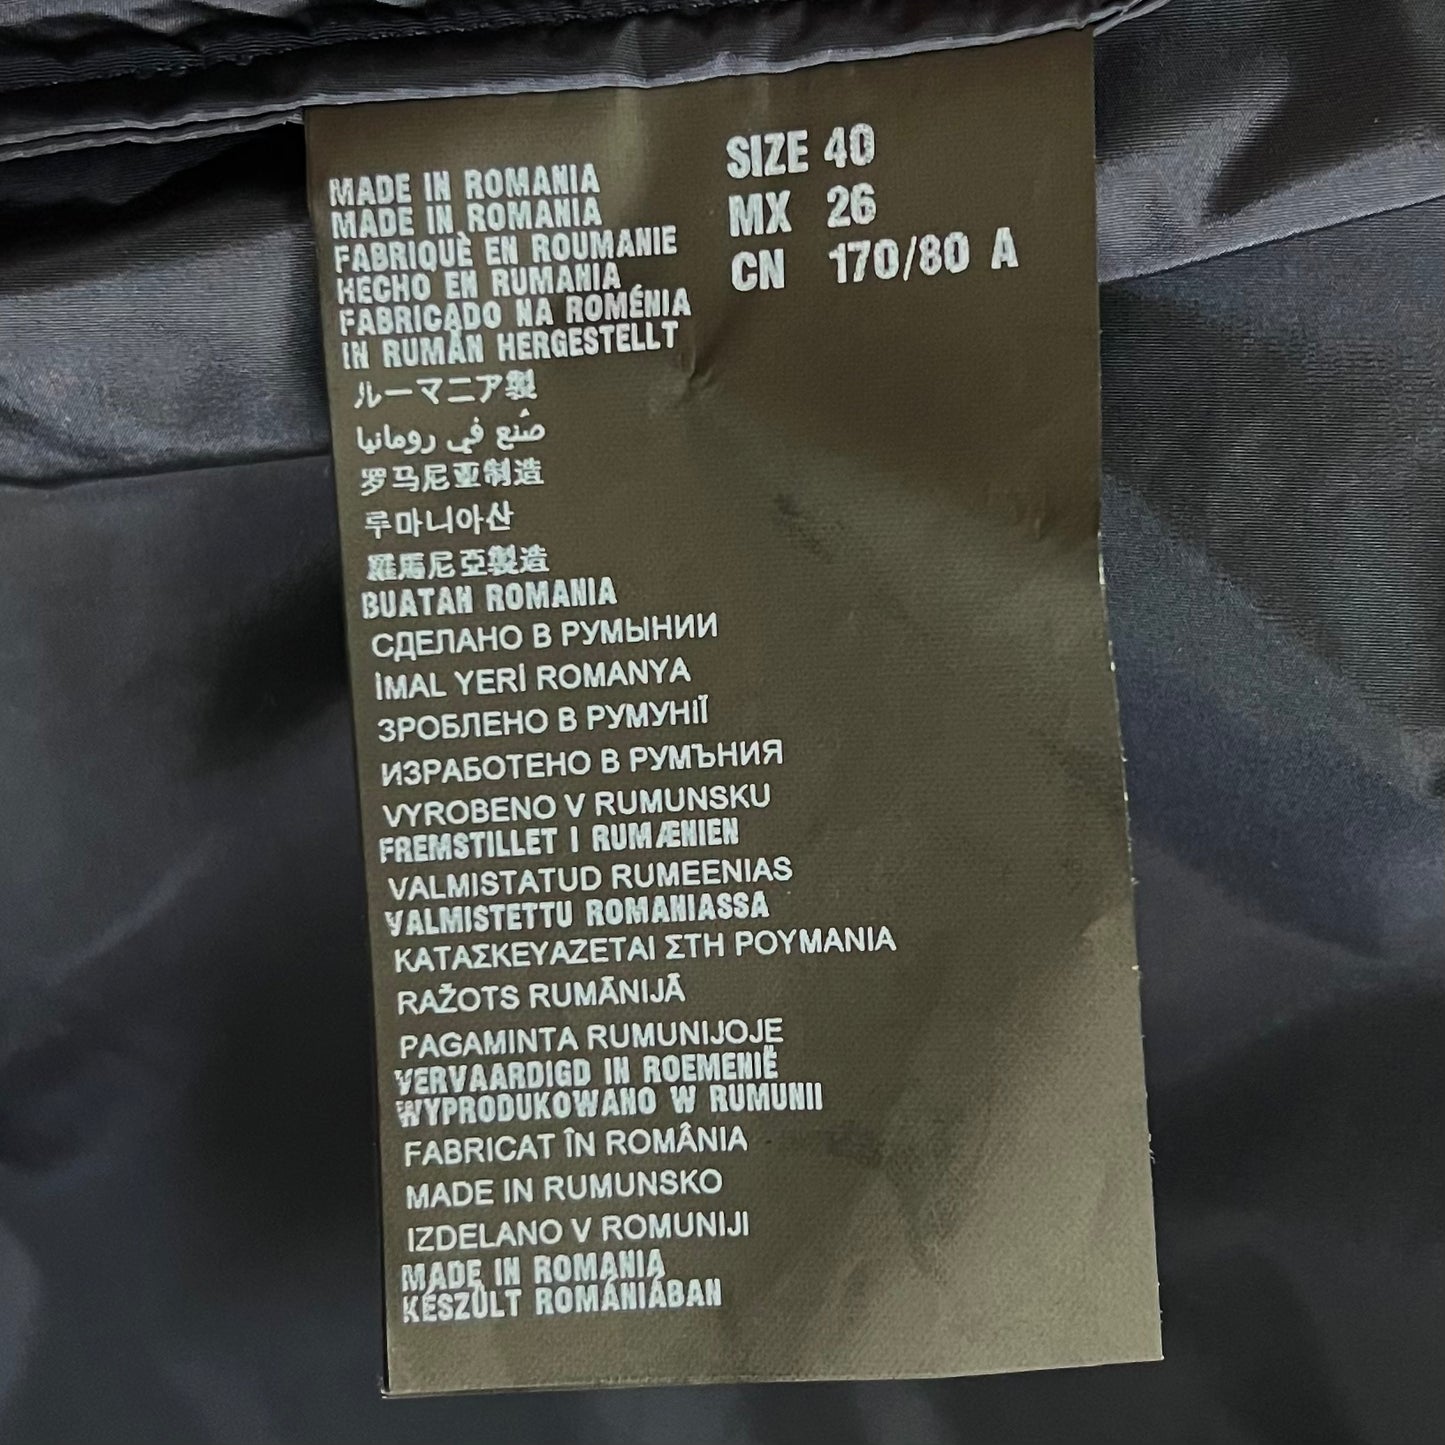 MADE IN ROMANIA
MADE IN ROMANIA
FABRIQUÈ EN ROUMANIE
HECHO EN RUMANIA
FABRICADO NA ROMÉNIA
IN RUMÄN HERGESTELLT
ルーマニア製
صُنع في رومانيا
罗马尼亚制造
루마니아산
羅馬尼亞製造
BUATAN ROMANIA
СДЕЛАНО В РУМЫНИИ
İMAL YERİ ROMANYA
ЗРОБЛЕНО В РУМУНІЇ
ИЗРАБОТЕНО В РУМЪНИЯ
VYROBENO V RUMUNSKU
FREMSTILLET I RUMÆNIEN
VALMISTATUD RUMEENIAS
VALMISTETTU ROMANIASSA
ΚΑΤΑΣΚΕΥΑΖΕΤΑΙ ΣΤΗ ΡΟΥΜΑΝΙΑ
RAŽOTS RUMĀNIJĀ
PAGAMINTA RUMUNIJOJE
VERVAARDIGD IN ROEMENIË
WYPRODUKOWANO W RUMUNII
FABRICAT ÎN ROMÂNIA
MADE IN RUMUNSKO
IZDELANO V ROMUNIJI
MADE IN ROMANIA
KÉSZÜLT ROMÁNIÁBAN
SIZE 40
MX 26
CN 170/80 A